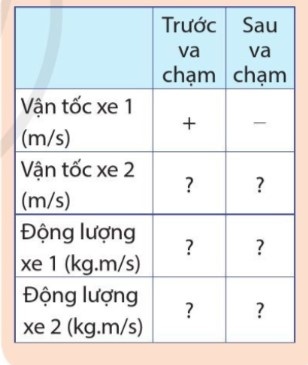 Trước va chạm
Sau va chạm
Vận tốc xe 1 (m/s)
+
−
Vận tốc xe 2 (m/s)
?
?
Động lượng xe 1 (kg.m/s)
?
?
Động lượng xe 2 (kg.m/s)
?
?